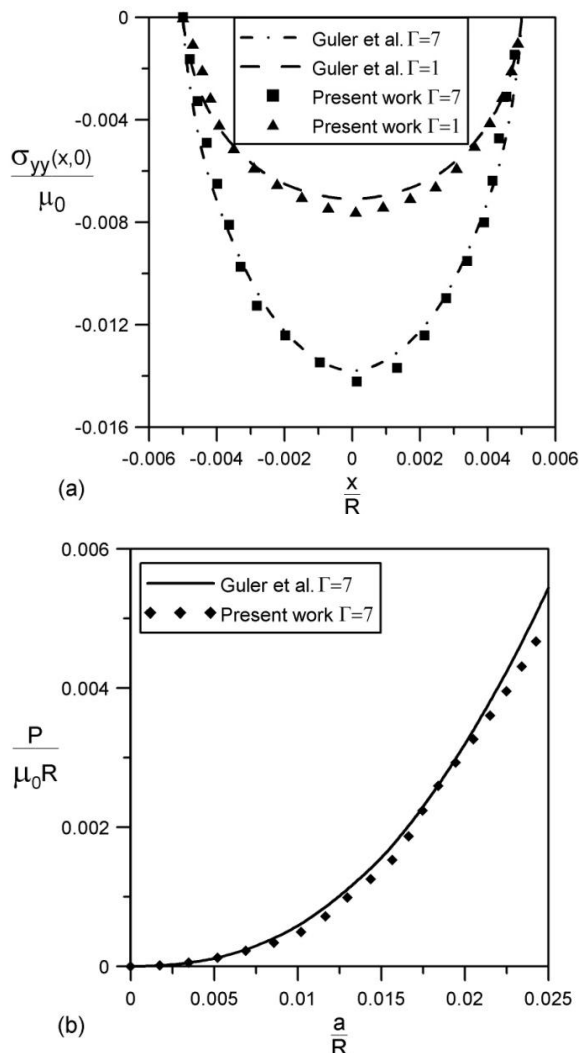 0
-0.004
-0.008
-0.012
-0.016
σyy(x,0)
μ0
Guler et al. Γ=7
Guler et al. Γ=1
Present work Γ=7
Present work Γ=1
-0.006 -0.004 -0.002 0 0.002 0.004 0.006
x
R
(a)
0.006
0.004
0.002
0
P
μ0R
Guler et al. Γ=7
Present work Γ=7
0 0.005 0.01 0.015 0.02 0.025
a
R
(b)